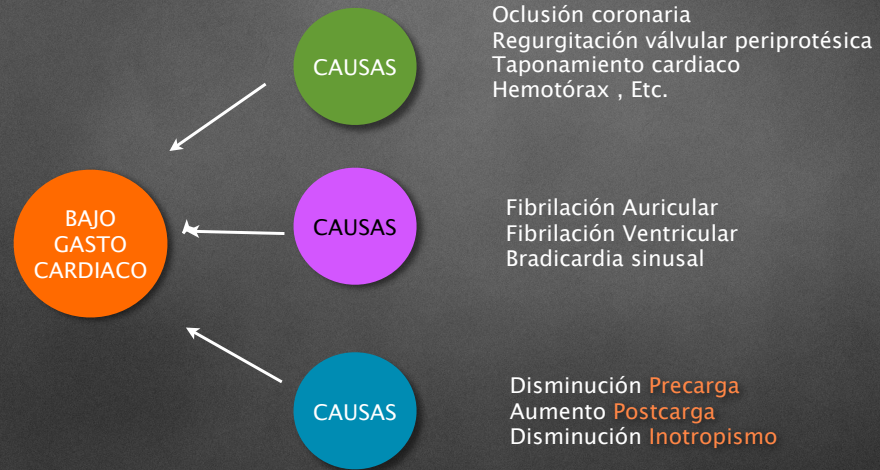 CAUSAS
Oclusión coronaria
Regurgitación válvular periprotésica
Taponamiento cardiaco
Hemotórax , Etc.
BAJO
GASTO
CARDIACO
CAUSAS
Fibrilación Auricular
Fibrilación Ventricular
Bradicardia sinusal
CAUSAS
Disminución Precarga
Aumento Postcarga
Disminución Inotropismo